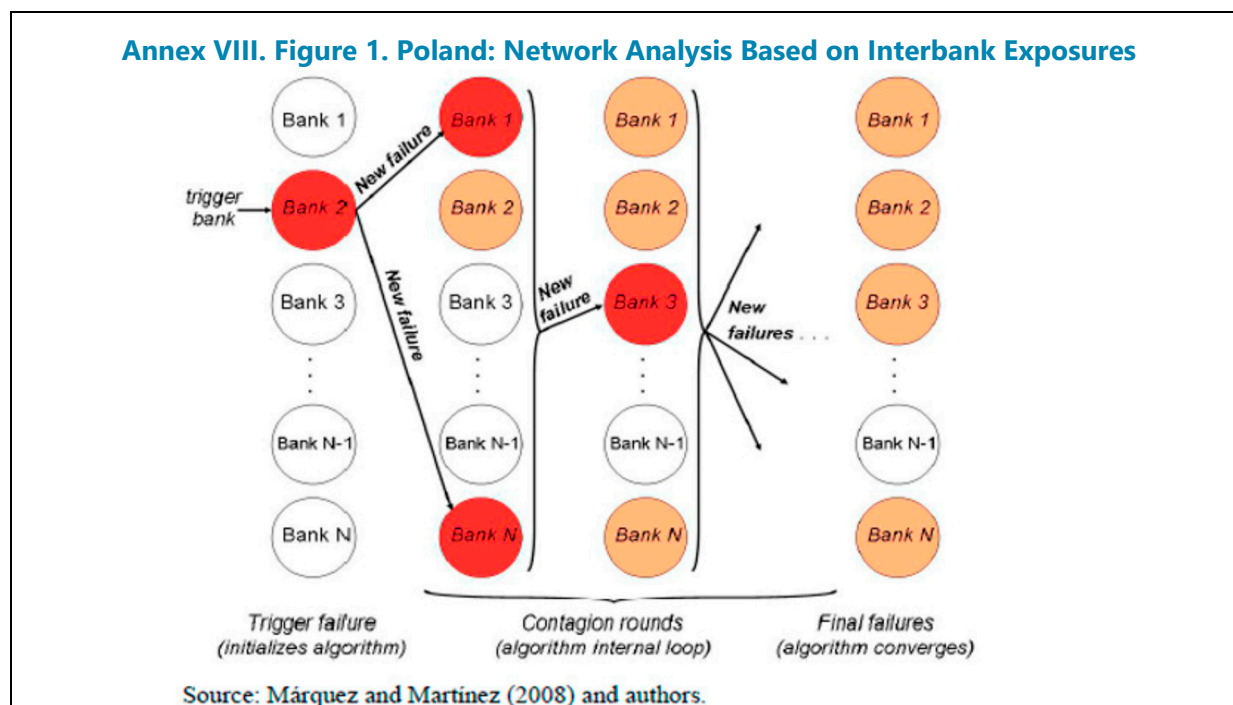 Annex VIII. Figure 1. Poland: Network Analysis Based on Interbank Exposures
Bank 1
Bank 2
Bank 3
Bank N-1
Bank N
trigger
bank
New failure
New failure
Bank 1
Bank 2
Bank 3
Bank N-1
Bank N
New
failure
Bank 1
Bank 2
Bank 3
Bank N-1
Bank N
New
failures . . .
Bank 1
Bank 2
Bank 3
Bank N-1
Bank N
Trigger failure
(initializes algorithm)
Contagion rounds
(algorithm internal loop)
Final failures
(algorithm converges)
Source: Márquez and Martínez (2008) and authors.